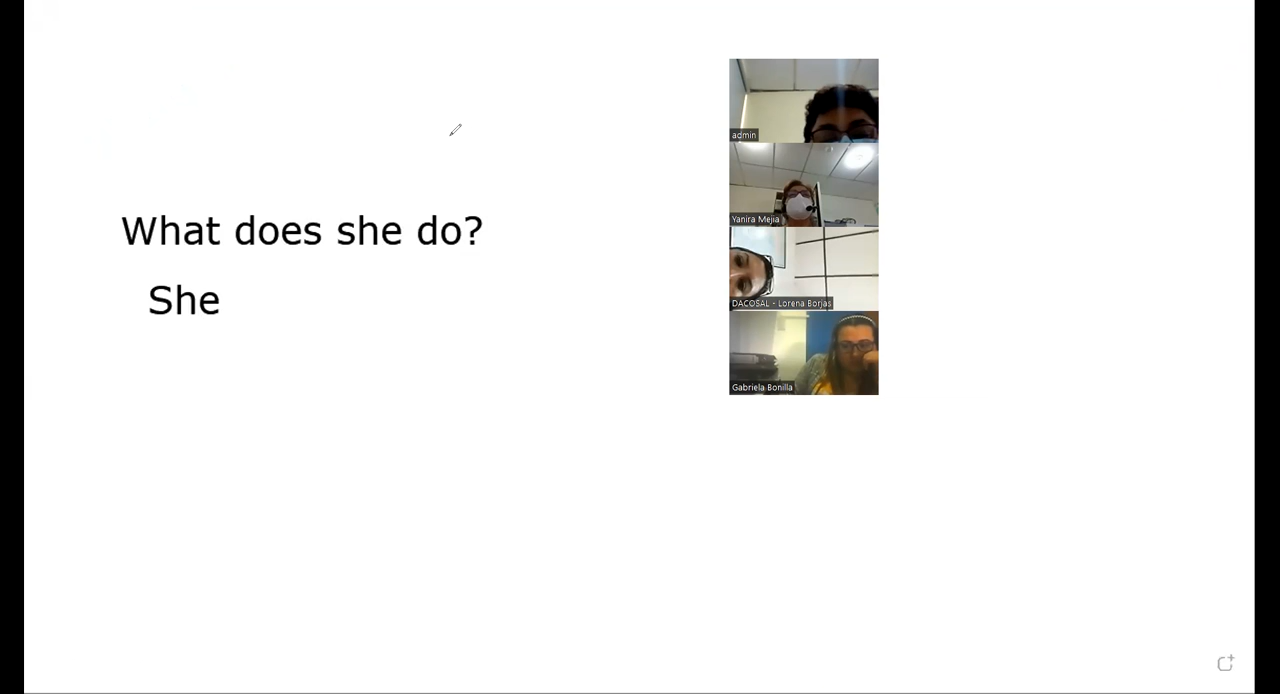 What does she do?
She
admin
Yanira Mejia
DACOSAL - Lorena Borjas
Gabriela Bonilla